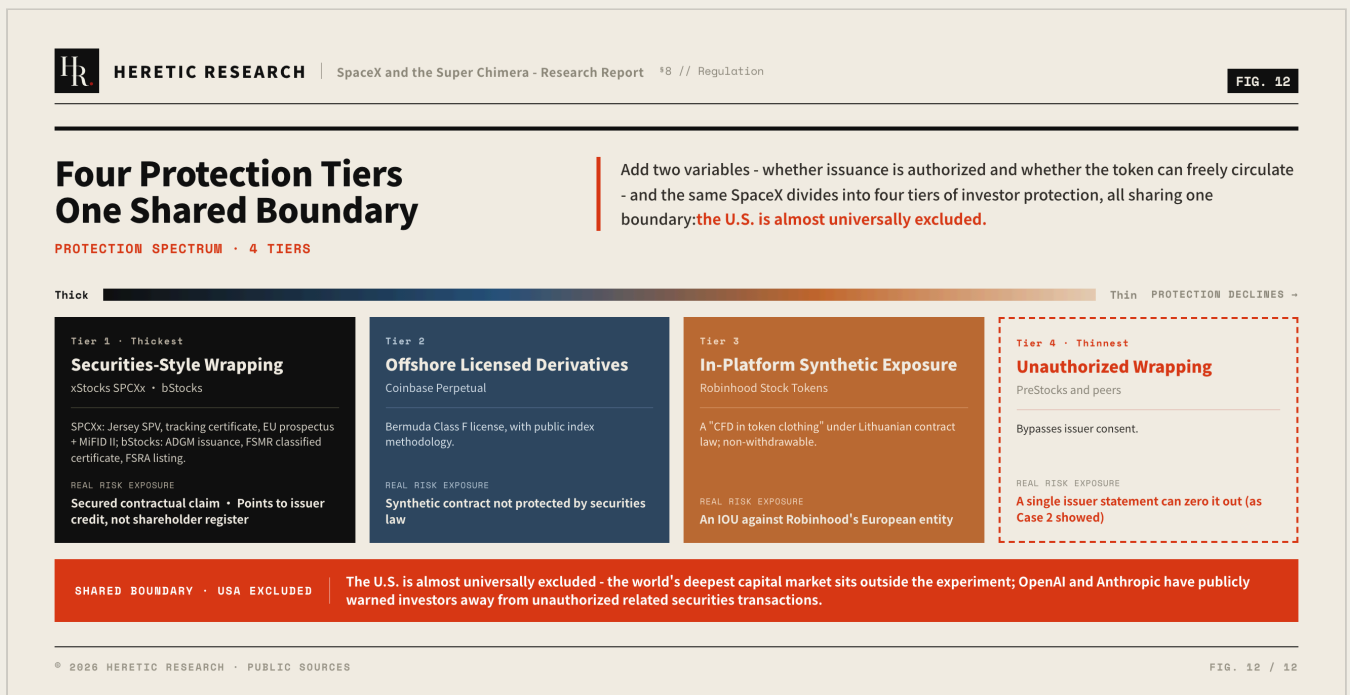 HR.
HERETIC RESEARCH
SpaceX and the Super Chimera - Research Report
§8 // Regulation
FIG. 12
Four Protection Tiers
One Shared Boundary
PROTECTION SPECTRUM · 4 TIERS
Add two variables - whether issuance is authorized and whether the token can freely circulate
- and the same SpaceX divides into four tiers of investor protection, all sharing one
boundary:the U.S. is almost universally excluded.
Thick
Thin
PROTECTION DECLINES →
Tier 1 · Thickest
Securities-Style Wrapping
xStocks SPCXx • bStocks
SPCXx: Jersey SPV, tracking certificate, EU prospectus
+ MiFID II; bStocks: ADGM issuance, FSMR classified
certificate, FSRA listing.
REAL RISK EXPOSURE
Secured contractual claim • Points to issuer
credit, not shareholder register
Tier 2
Offshore Licensed Derivatives
Coinbase Perpetual
Bermuda Class F license, with public index
methodology.
REAL RISK EXPOSURE
Synthetic contract not protected by securities
law
Tier 3
In-Platform Synthetic Exposure
Robinhood Stock Tokens
A "CFD in token clothing" under Lithuanian contract
law; non-withdrawable.
REAL RISK EXPOSURE
An IOU against Robinhood's European entity
Tier 4 · Thinnest
Unauthorized Wrapping
PreStocks and peers
Bypasses issuer consent.
REAL RISK EXPOSURE
A single issuer statement can zero it out (as
Case 2 showed)
SHARED BOUNDARY · USA EXCLUDED
The U.S. is almost universally excluded - the world's deepest capital market sits outside the experiment; OpenAI and Anthropic have publicly
warned investors away from unauthorized related securities transactions.
© 2026 HERETIC RESEARCH · PUBLIC SOURCES
FIG. 12 / 12